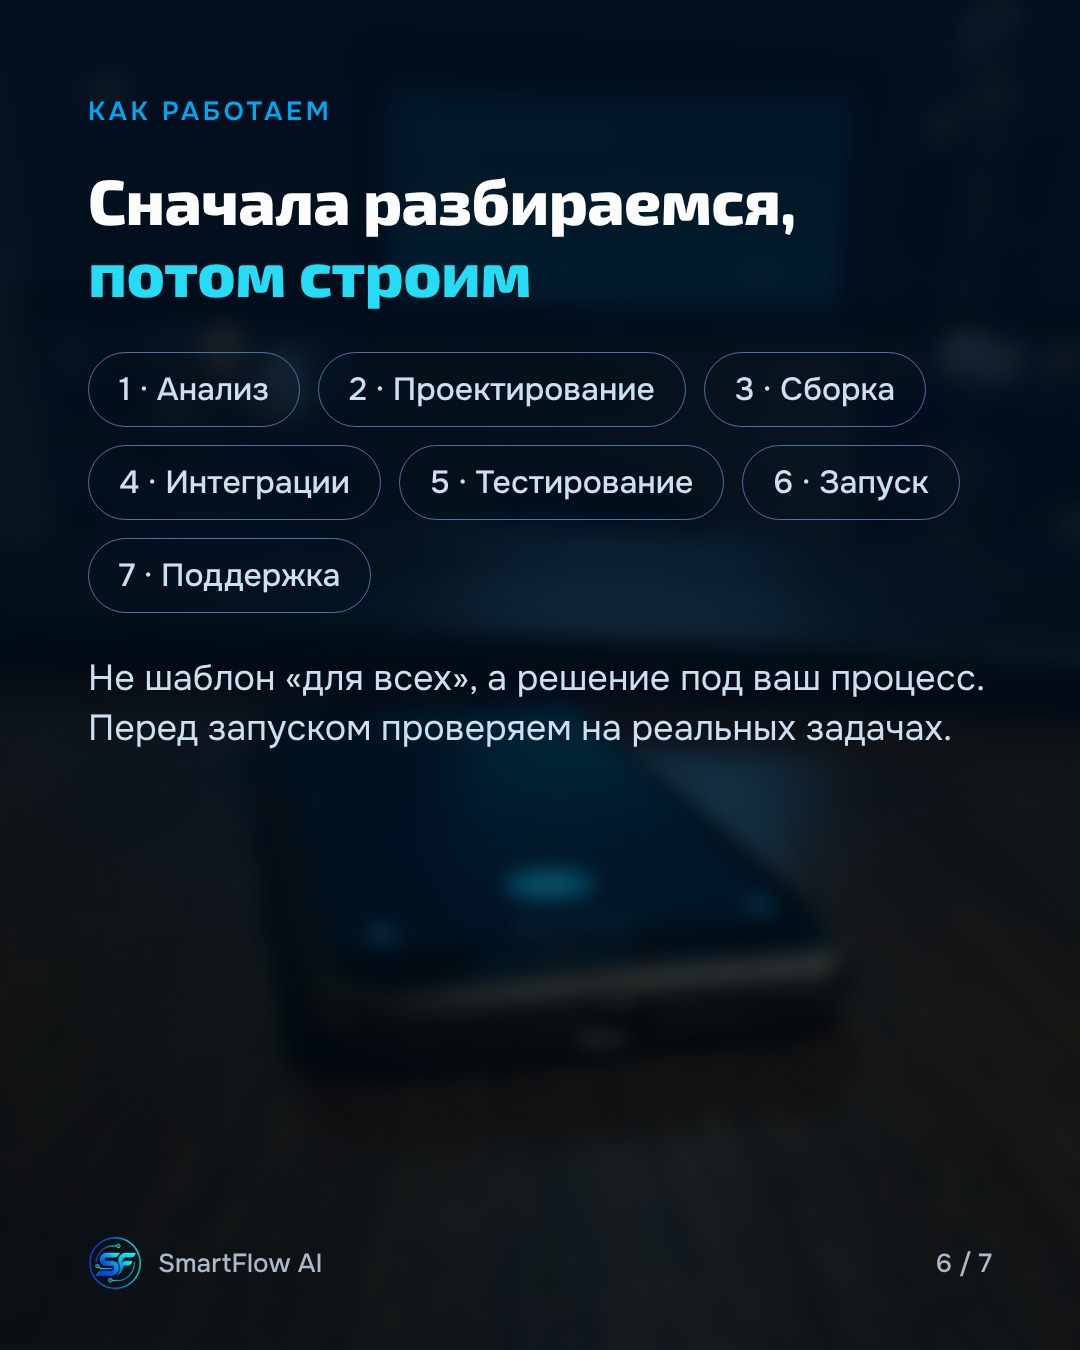 КАК РАБОТАЕМ
Сначала разбираемся,
потом строим
1 · Анализ
2 · Проектирование
3 · Сборка
4 · Интеграции
5 · Тестирование
6 · Запуск
7 · Поддержка
Не шаблон «для всех», а решение под ваш процесс.
Перед запуском проверяем на реальных задачах.
SF SmartFlow AI
6 / 7